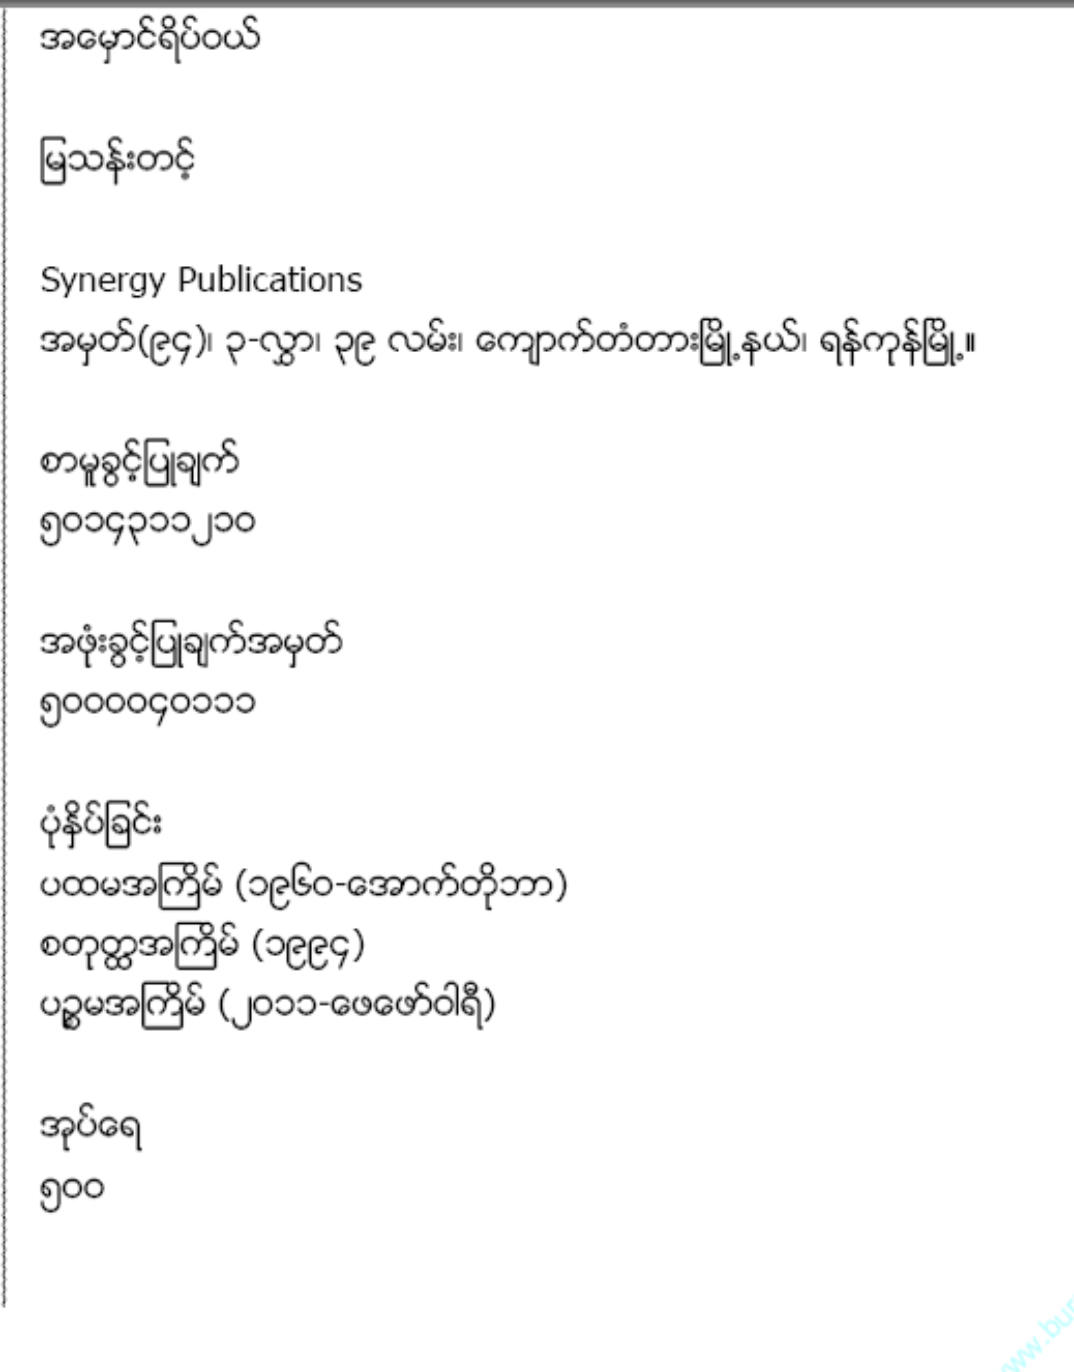 အမှောင်ရိပ်ဝယ်
မြသန်းတင့်
Synergy Publications
အမှတ်(၉၄)၊ ၃-လွှာ၊ ၃၉ လမ်း၊ ကျောက်တံတားမြို့နယ်၊ ရန်ကုန်မြို့။
စာမူခွင့်ပြုချက်
၅၀၁၄၃၁၁၂၁၀
အဖုံးခွင့်ပြုချက်အမှတ်
၅၀၀၀၀၄၀၁၁၁
ပုံနှိပ်ခြင်း
ပထမအကြိမ် (၁၉၆၀-အောက်တိုဘာ)
စတုတ္ထအကြိမ် (၁၉၉၄)
ပဉ္စမအကြိမ် (၂၀၁၁-ဖေဖော်ဝါရီ)
အုပ်ရေ
၅၀၀